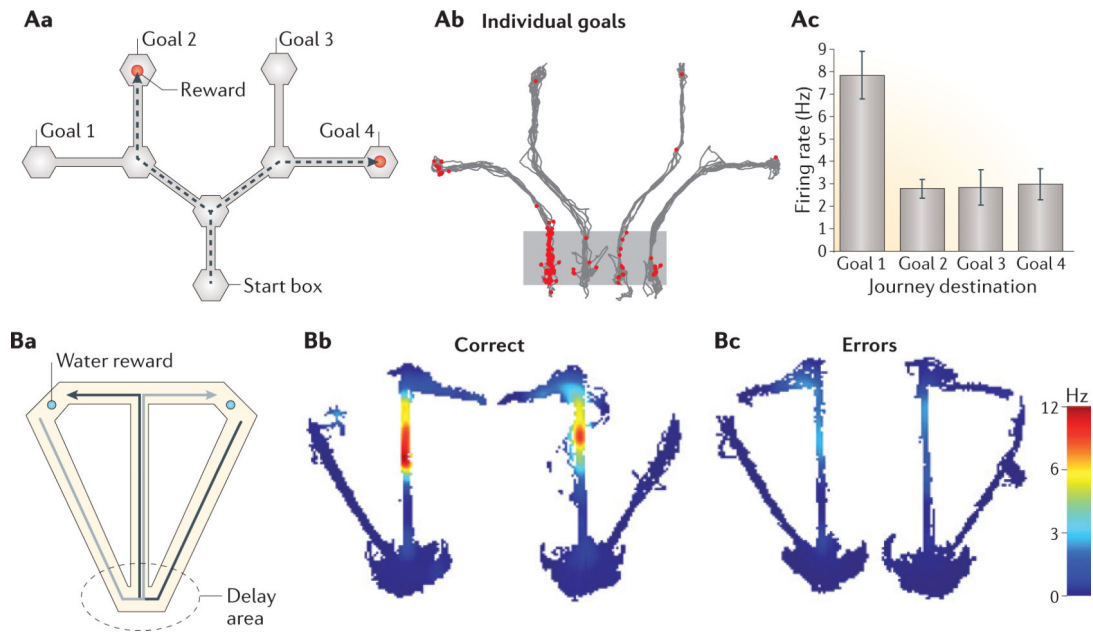 Aa
Goal 2
Goal 3
Reward
Goal 1
Goal 4
Start box
Ab Individual goals
Ac
Firing rate (Hz)
9
8
7
6
5
4
3
2
1
0
Goal 1 Goal 2 Goal 3 Goal 4
Journey destination
Ba
Water reward
Delay
area
Bb Correct
Bc Errors
Hz
12
6
3
0